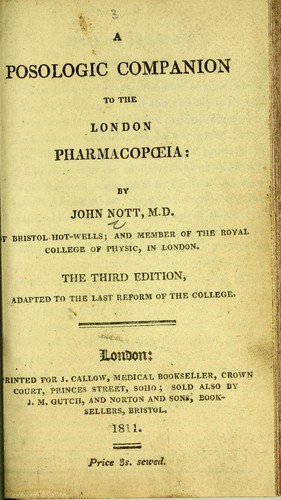 3
A
POSOLOGIC COMPANION
TO THE
LONDON
PHARMACOPŒIA:
BY
JOHN NOTT, M.D.
OF BRISTOL HOT-WELLS; AND MEMBER OF THE ROYAL
COLLEGE OF PHYSIC, IN LONDON.
THE THIRD EDITION,
ADAPTED TO THE LAST REFORM OF THE COLLEGE.
London:
PRINTED FOR J. CALLOW, MEDICAL BOOKSELLER, CROWN
COURT, PRINCES STREET, SOHO; SOLD ALSO BY
J. M. GUTCH, AND NORTON AND SONS, BOOK-
SELLERS, BRISTOL.
1811.
Price 3s. sewed.